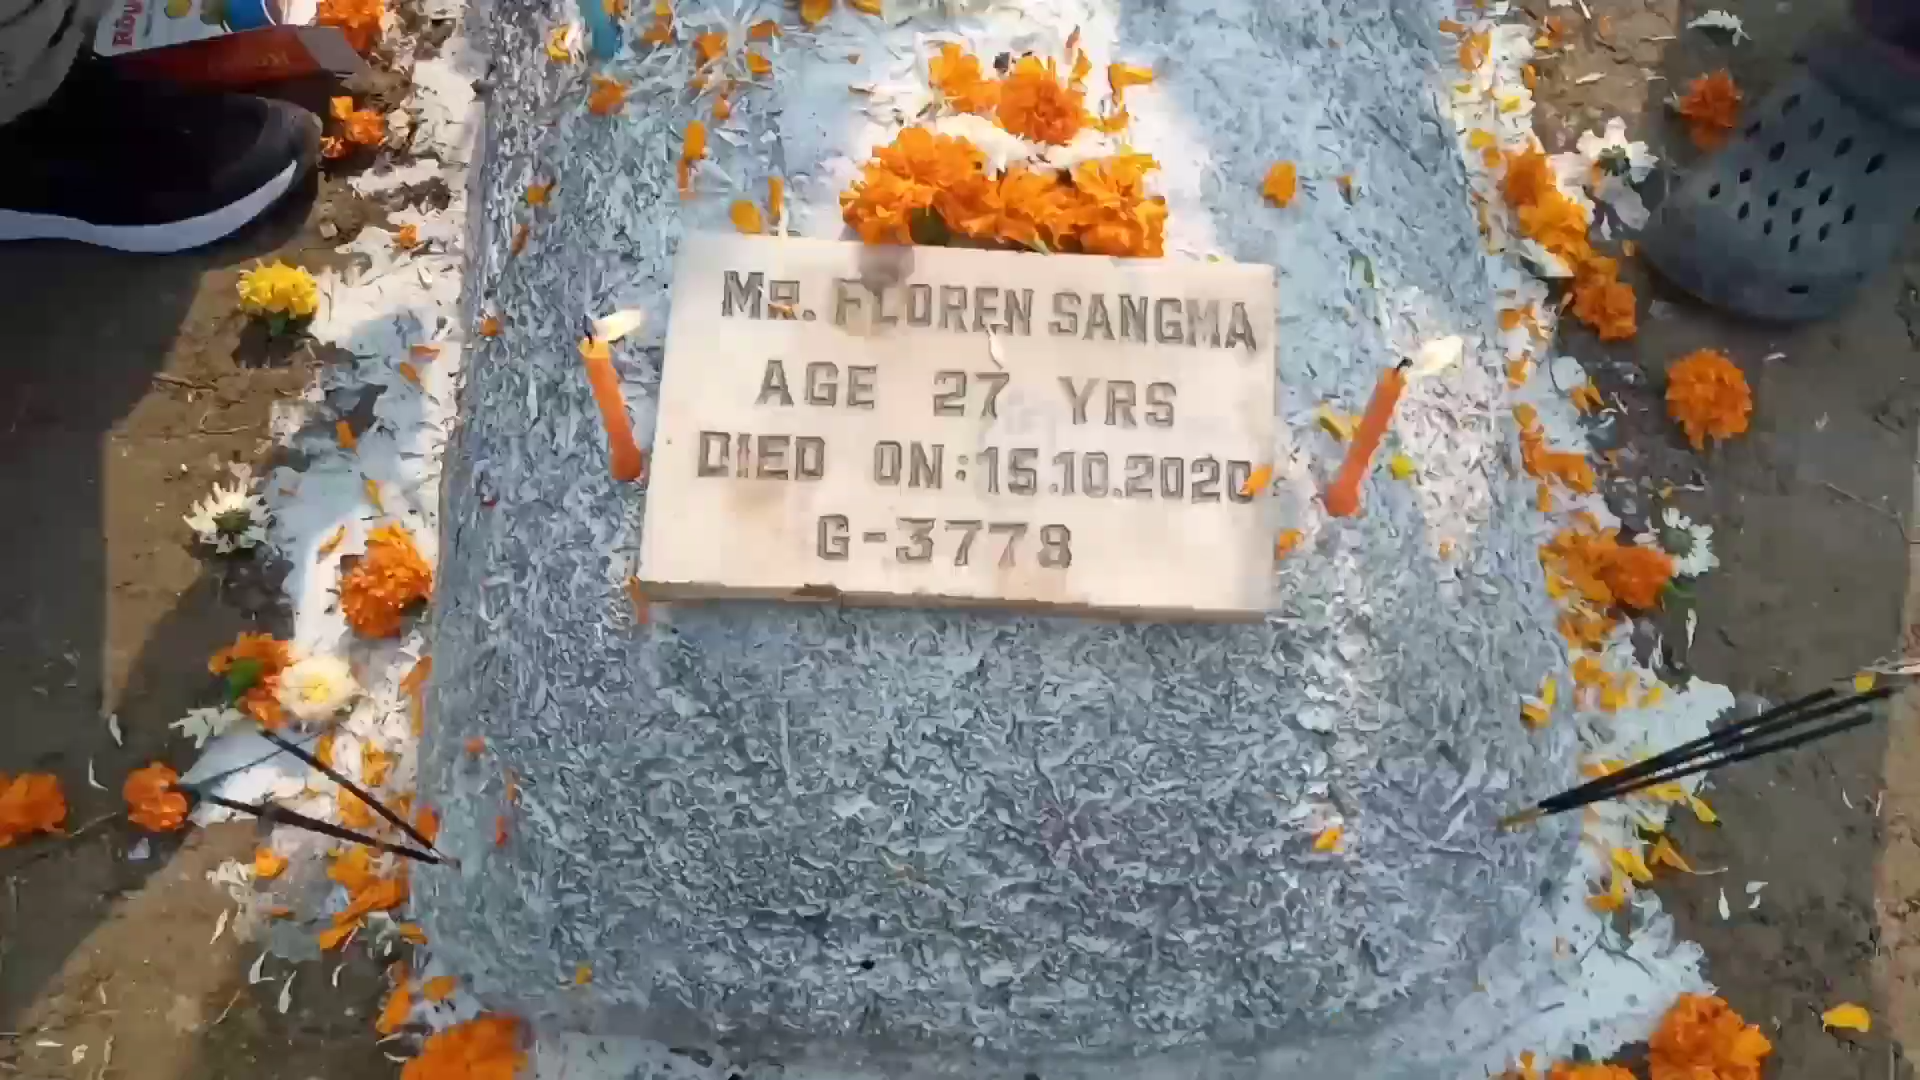 Mr. FLOREN SANGMA
AGE 27 YRS
DIED ON:15.10.2020
G-3778